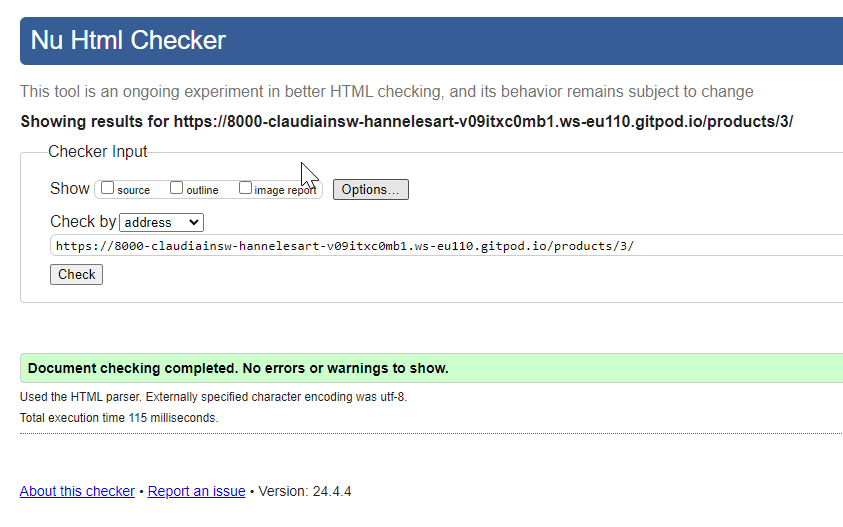 Nu Html Checker
This tool is an ongoing experiment in better HTML checking, and its behavior remains subject to change
Showing results for https://8000-claudiainsw-hannelesart-v09itxc0mb1.ws-eu110.gitpod.io/products/3/
Checker Input
Show source outline image report Options...
Check by address
https://8000-claudiainsw-hannelesart-v09itxc0mb1.ws-eu110.gitpod.io/products/3/
Check
Document checking completed. No errors or warnings to show.
Used the HTML parser. Externally specified character encoding was utf-8.
Total execution time 115 milliseconds.
About this checker • Report an issue • Version: 24.4.4